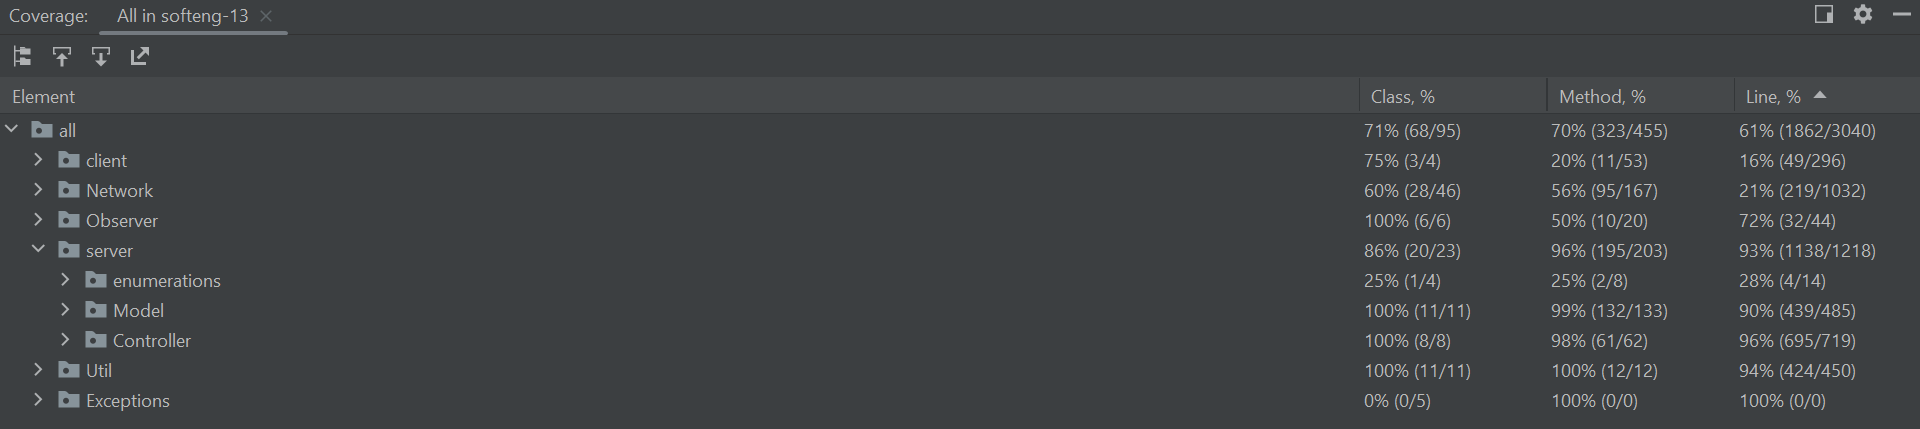 Coverage: All in softeng-13
Element Class, % Method, % Line, %
all 71% (68/95) 70% (323/455) 61% (1862/3040)
client 75% (3/4) 20% (11/53) 16% (49/296)
Network 60% (28/46) 56% (95/167) 21% (219/1032)
Observer 100% (6/6) 50% (10/20) 72% (32/44)
server 86% (20/23) 96% (195/203) 93% (1138/1218)
enumerations 25% (1/4) 25% (2/8) 28% (4/14)
Model 100% (11/11) 99% (132/133) 90% (439/485)
Controller 100% (8/8) 98% (61/62) 96% (695/719)
Util 100% (11/11) 100% (12/12) 94% (424/450)
Exceptions 0% (0/5) 100% (0/0) 100% (0/0)